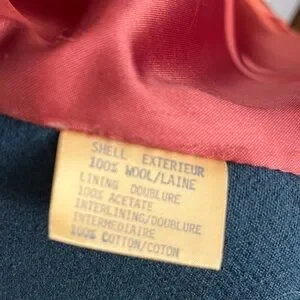 SHELL EXTERIEUR
100% WOOL/LAINE
LINING DOUBLURE
100% ACETATE
INTERLINING/DOUBLURE
INTERMEDIAIRE
100% COTTON/COTON